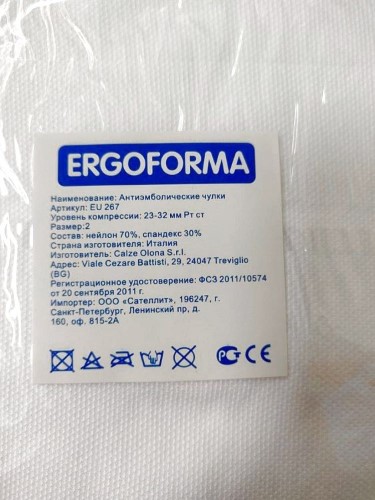 ERGOFORMA
Наименование: Антиэмболические чулки
Артикул: EU 267
Уровень компрессии: 23-32 мм Рт ст
Размер:2
Состав: нейлон 70%, спандекс 30%
Страна изготовителя: Италия
Изготовитель: Calze Olona S.r.l.
Адрес: Viale Cezare Battisti, 29, 24047 Treviglio
(BG)
Регистрационное удостоверение: ФСЗ 2011/10574
от 20 сентября 2011 г.
Импортер: ООО «Сателлит», 196247, г.
Санкт-Петербург, Ленинский пр, д.
160, оф. 815-2А
РСТ CE